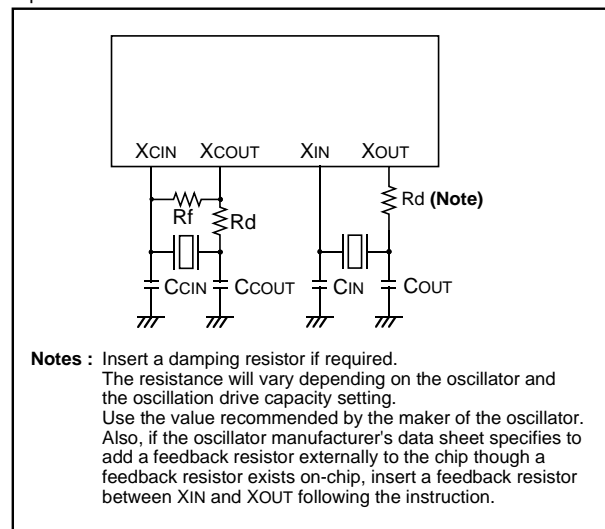 XCIN XCOUT XIN XOUT
Rf Rd Rd (Note)
CCIN CCOUT CIN COUT
Notes : Insert a damping resistor if required.
The resistance will vary depending on the oscillator and
the oscillation drive capacity setting.
Use the value recommended by the maker of the oscillator.
Also, if the oscillator manufacturer's data sheet specifies to
add a feedback resistor externally to the chip though a
feedback resistor exists on-chip, insert a feedback resistor
between XIN and XOUT following the instruction.